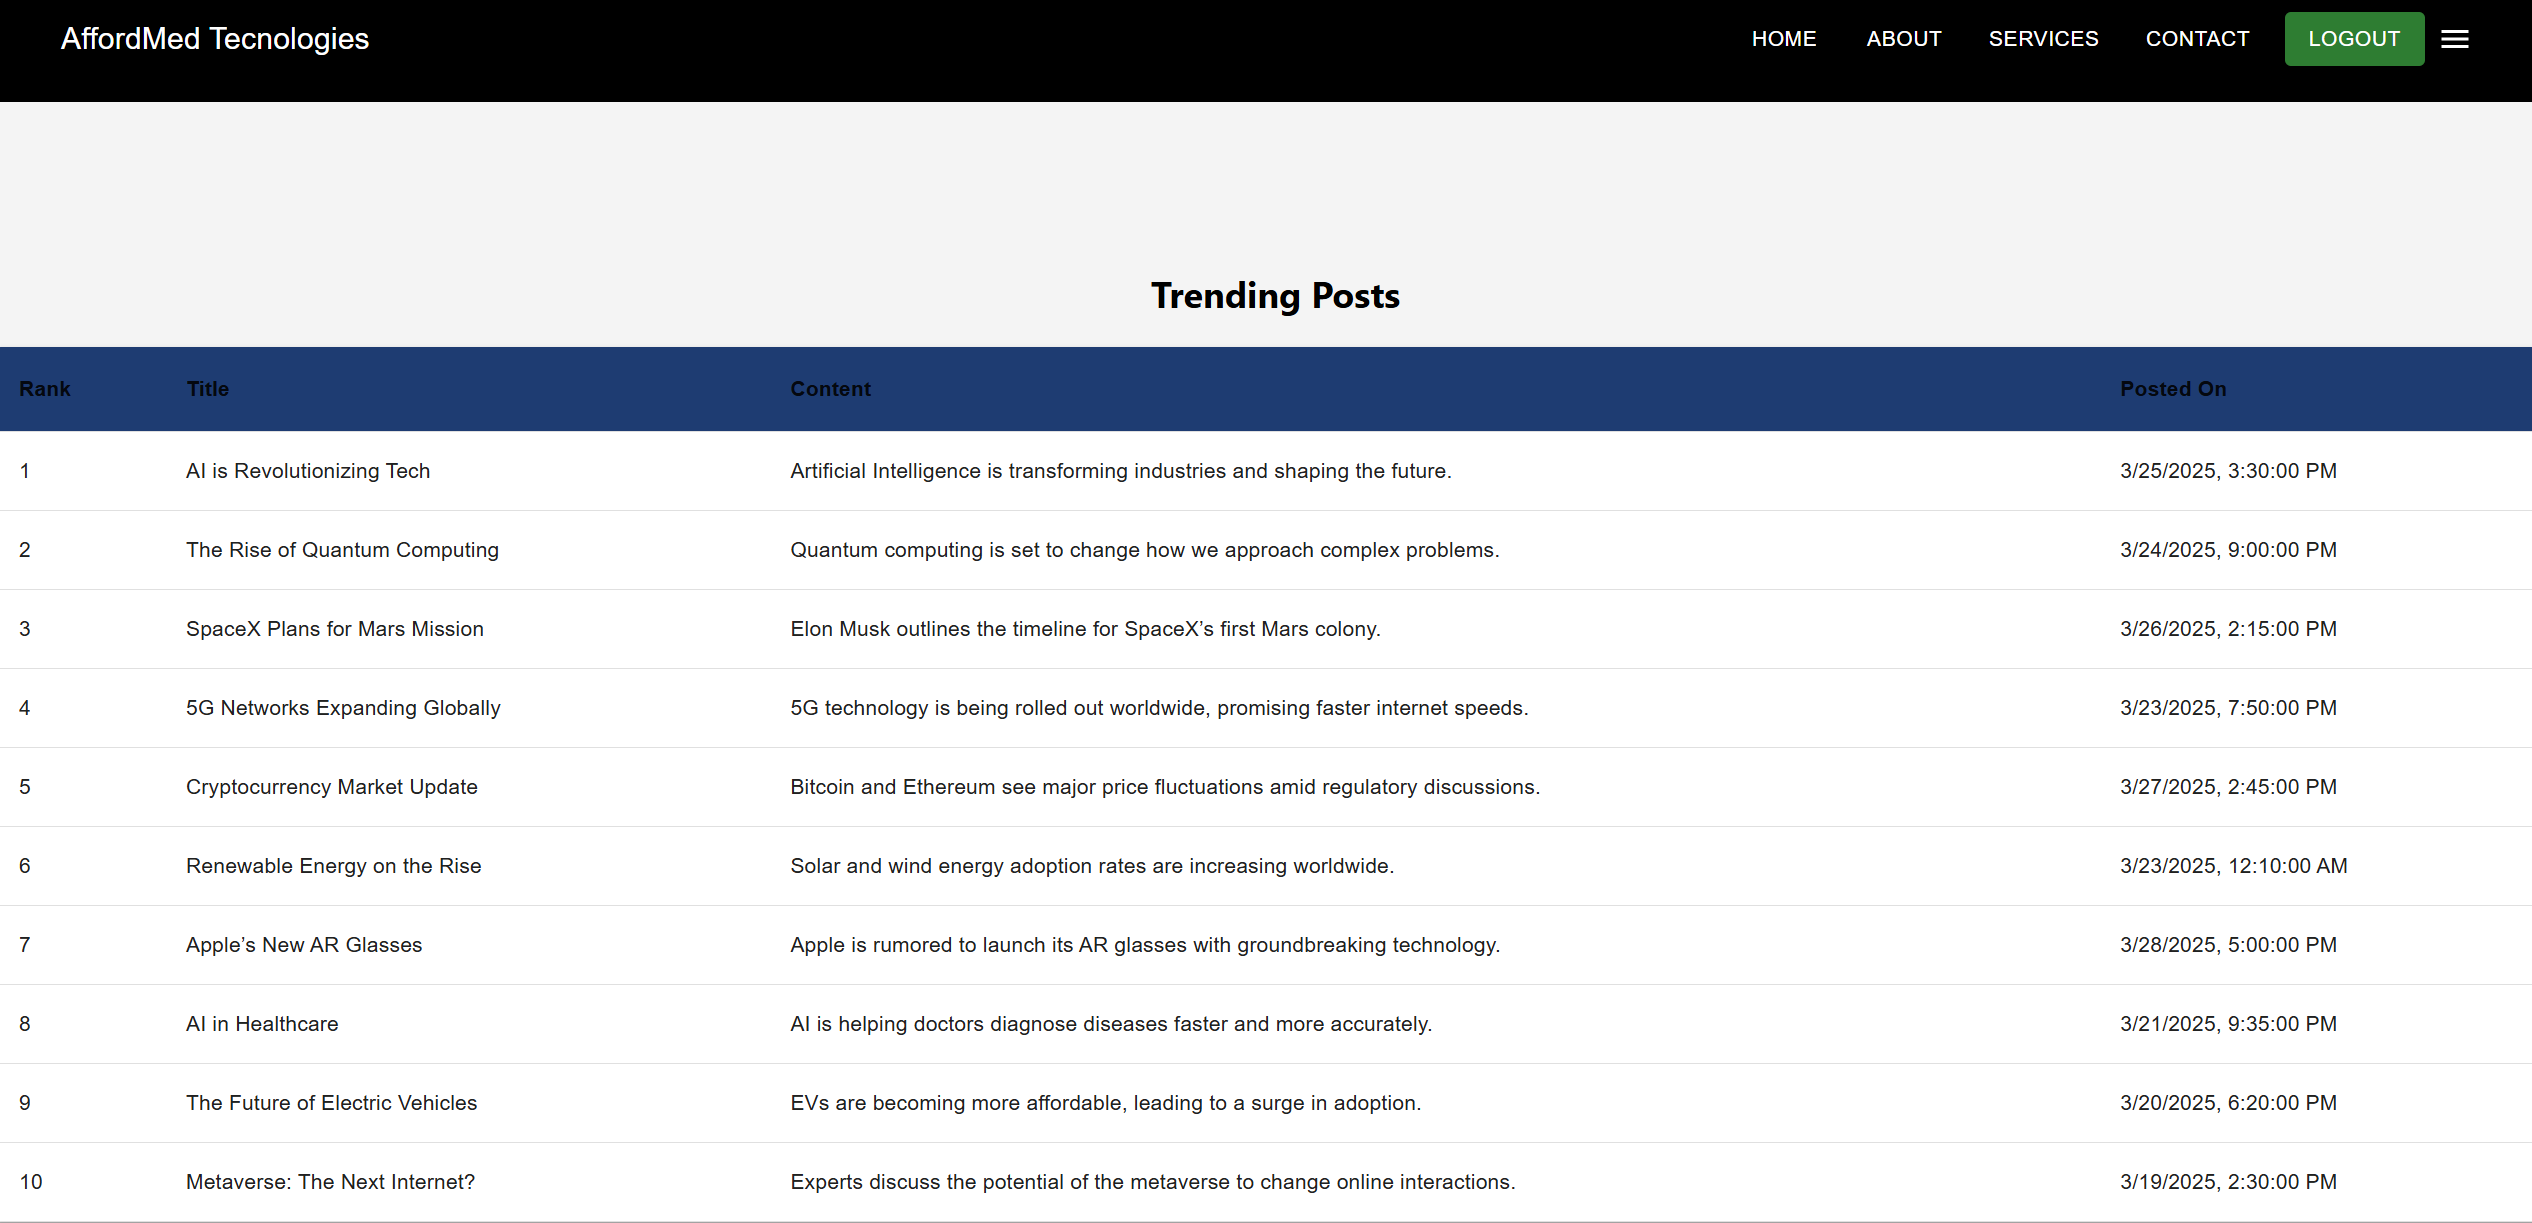 AffordMed Tecnologies HOME ABOUT SERVICES CONTACT LOGOUT
Trending Posts
Rank Title Content Posted On
1 AI is Revolutionizing Tech Artificial Intelligence is transforming industries and shaping the future. 3/25/2025, 3:30:00 PM
2 The Rise of Quantum Computing Quantum computing is set to change how we approach complex problems. 3/24/2025, 9:00:00 PM
3 SpaceX Plans for Mars Mission Elon Musk outlines the timeline for SpaceX’s first Mars colony. 3/26/2025, 2:15:00 PM
4 5G Networks Expanding Globally 5G technology is being rolled out worldwide, promising faster internet speeds. 3/23/2025, 7:50:00 PM
5 Cryptocurrency Market Update Bitcoin and Ethereum see major price fluctuations amid regulatory discussions. 3/27/2025, 2:45:00 PM
6 Renewable Energy on the Rise Solar and wind energy adoption rates are increasing worldwide. 3/23/2025, 12:10:00 AM
7 Apple’s New AR Glasses Apple is rumored to launch its AR glasses with groundbreaking technology. 3/28/2025, 5:00:00 PM
8 AI in Healthcare AI is helping doctors diagnose diseases faster and more accurately. 3/21/2025, 9:35:00 PM
9 The Future of Electric Vehicles EVs are becoming more affordable, leading to a surge in adoption. 3/20/2025, 6:20:00 PM
10 Metaverse: The Next Internet? Experts discuss the potential of the metaverse to change online interactions. 3/19/2025, 2:30:00 PM